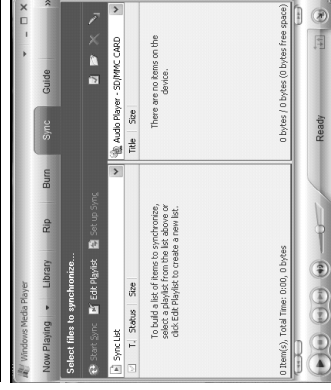 Windows Media Player
Now Playing Library Rip Burn Sync Guide
Select files to synchronize...
Start Sync Edit Playlist Set up Sync
Sync List
Audio Player - SD/MMC CARD
T... Status Size
Title Size
To build a list of items to synchronize,
select a playlist from the list above or
click Edit Playlist to create a new list.
There are no items on the
device.
0 Item(s), Total Time: 0:00, 0 bytes
0 bytes / 0 bytes (0 bytes free space)
Ready